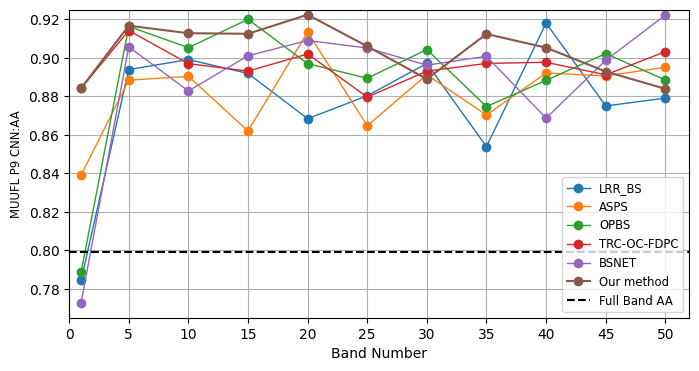 MUUFL P9 CNN:AA
0.92
0.90
0.88
0.86
0.84
0.82
0.80
0.78
0 5 10 15 20 25 30 35 40 45 50
Band Number
LRR_BS
ASPS
OPBS
TRC-OC-FDPC
BSNET
Our method
Full Band AA